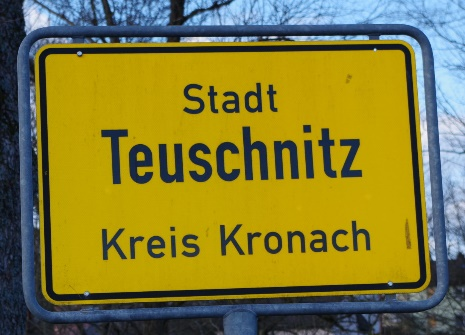 Stadt
Teuschnitz
Kreis Kronach